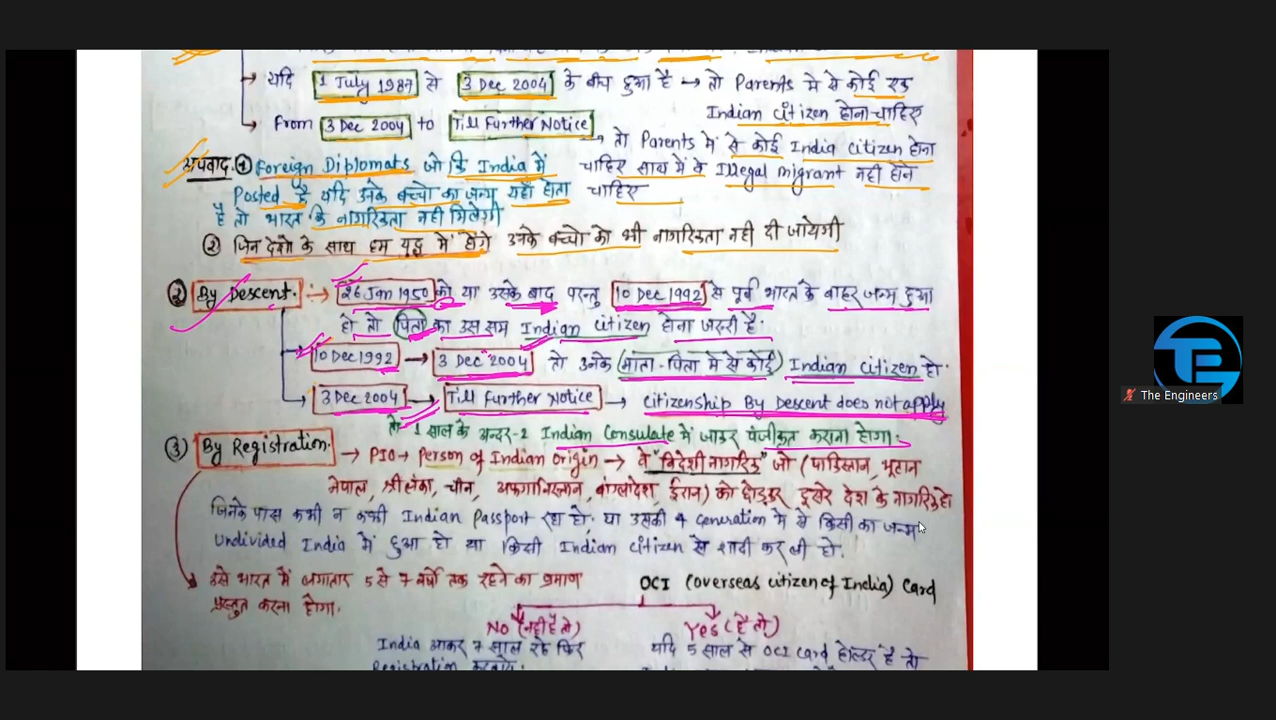 → यदि 1 July 1987 से 3 Dec 2004 के बीच हुआ है → तो Parents मे से कोई एक
Indian Citizen होना चाहिए
→ From 3 Dec 2004 to Till Further Notice
→ तो Parents में से कोई India Citizen होना
चाहिए साथ में वे Illegal migrant नही होने
चाहिए
अपवाद. ① Foreign Diplomats जो कि India में
Posted है यदि उनके बच्चो का जन्म यहाँ होता
है तो भारत कि नागरिकता नही मिलेगी
② जिन देशो के साथ हम युद्ध में होंगे उनके बच्चो को भी नागरिकता नही दी जायेगी
② By Descent. :→ 26 Jan 1950 को या उसके बाद परन्तु 10 Dec 1992 से पूर्व भारत के बाहर जन्म हुआ
हो तो पिता का उस समय Indian citizen होना जरूरी है.
→ 10 Dec 1992 → 3 Dec 2004 तो उनके (माता-पिता मे से कोई) Indian Citizen हो.
→ 3 Dec 2004 → Till Further Notice → Citizenship By Descent does not apply
तो 1 साल के अन्दर-2 Indian Consulate में जाकर पंजीकृत कराना होगा.
③ By Registration. → PIO → Person of Indian Origin → वे "विदेशी नागरिक" जो (पाकिस्तान, भूटान
नेपाल, श्रीलंका, चीन, अफगानिस्तान, बांग्लादेश, ईरान) को छोड़कर दूसरे देश के नागरिक हो
जिनके पास कभी न कभी Indian Passport रहा हो. या उसकी 4 Generation मे से किसी का जन्म
Undivided India में हुआ हो या किसी Indian Citizen से शादी कर ली हो.
उसे भारत में लगातार 5 से 7 वर्षो तक रहने का प्रमाण
प्रस्तुत करना होगा.
OCI (Overseas Citizen of India) Card
No (नही है तो)
Yes (है तो)
India आकर 7 साल रहे फिर
Registration करवाये.
यदि 5 साल से OCI Card होल्डर है तो
The Engineers